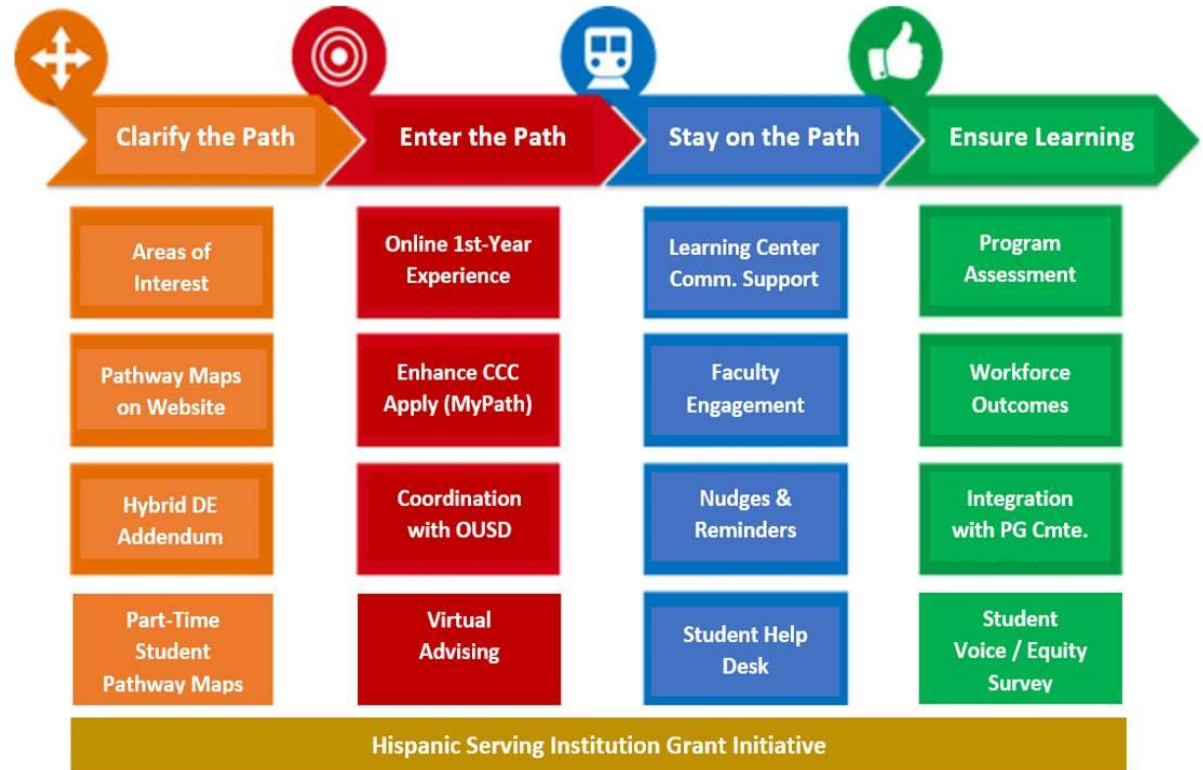 Clarify the Path
Enter the Path
Stay on the Path
Ensure Learning
Areas of
Interest
Online 1st-Year
Experience
Learning Center
Comm. Support
Program
Assessment
Pathway Maps
on Website
Enhance CCC
Apply (MyPath)
Faculty
Engagement
Workforce
Outcomes
Hybrid DE
Addendum
Coordination
with OUSD
Nudges &
Reminders
Integration
with PG Cmte.
Part-Time
Student
Pathway Maps
Virtual
Advising
Student Help
Desk
Student
Voice / Equity
Survey
Hispanic Serving Institution Grant Initiative